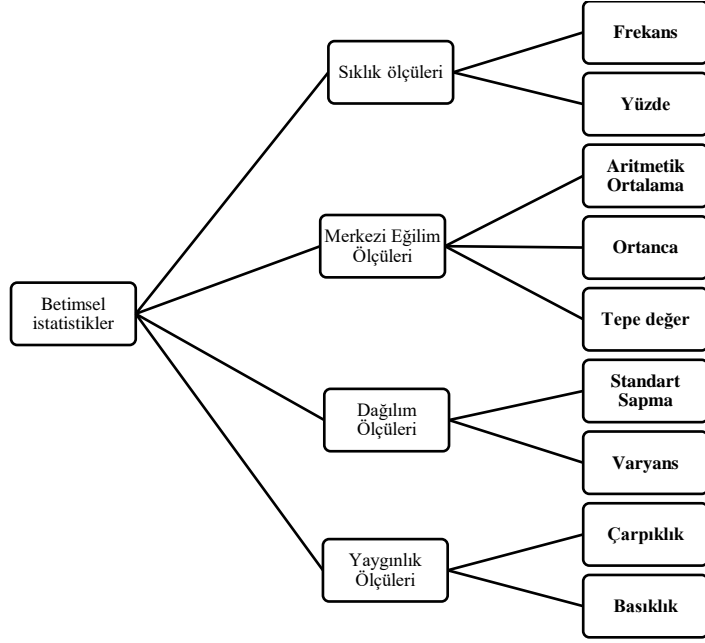 Betimsel
istatistikler
Sıklık ölçüleri
Frekans
Yüzde
Merkezi Eğilim
Ölçüleri
Aritmetik
Ortalama
Ortanca
Tepe değer
Dağılım
Ölçüleri
Standart
Sapma
Varyans
Yaygınlık
Ölçüleri
Çarpıklık
Basıklık